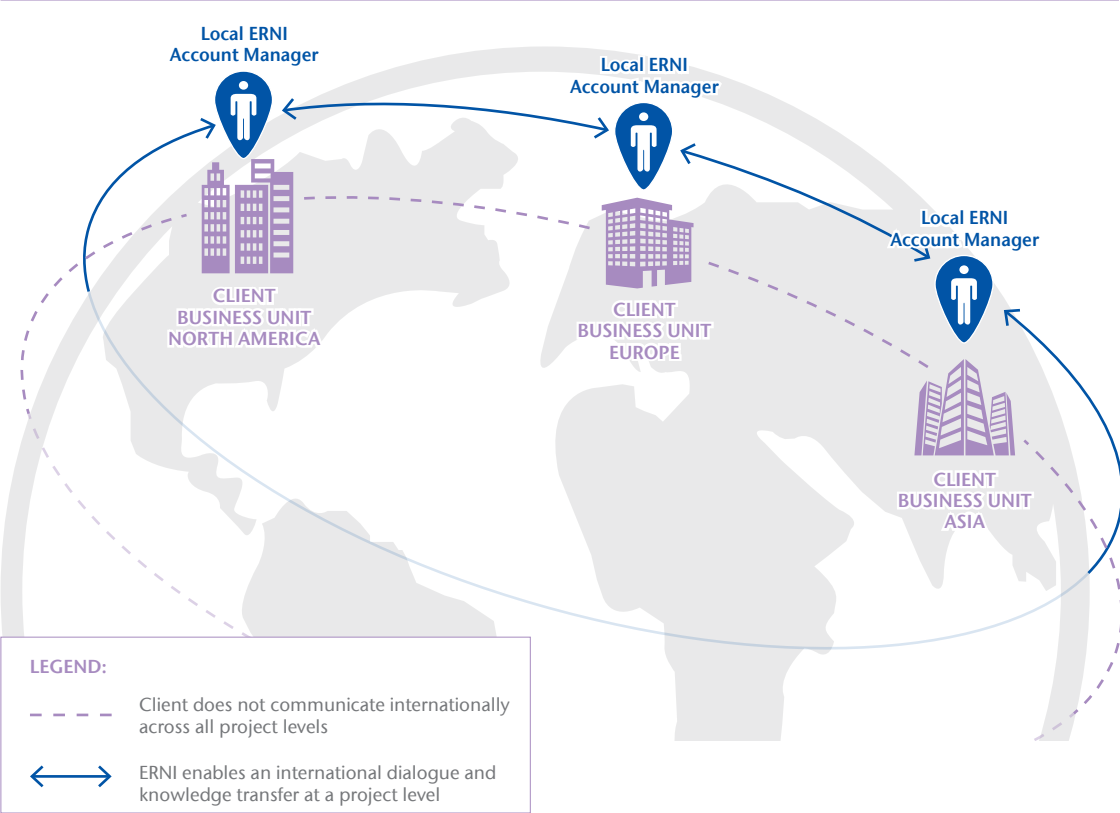 Local ERNI
Account Manager
Local ERNI
Account Manager
Local ERNI
Account Manager
CLIENT
BUSINESS UNIT
NORTH AMERICA
CLIENT
BUSINESS UNIT
EUROPE
CLIENT
BUSINESS UNIT
ASIA
LEGEND:
Client does not communicate internationally
across all project levels
ERNI enables an international dialogue and
knowledge transfer at a project level